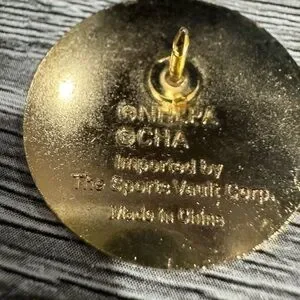 ©NHLPA
©CHA
Imported by
The Sports Vault Corp.
Made in China